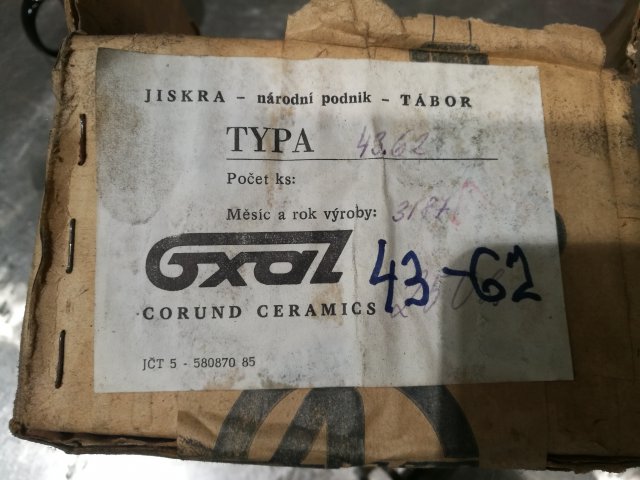 JISKRA - národní podnik - TÁBOR
TYPA 43.62
Počet ks:
Měsíc a rok výroby:
Oxal
43-62
CORUND CERAMICS
JČT 5 - 580870 85